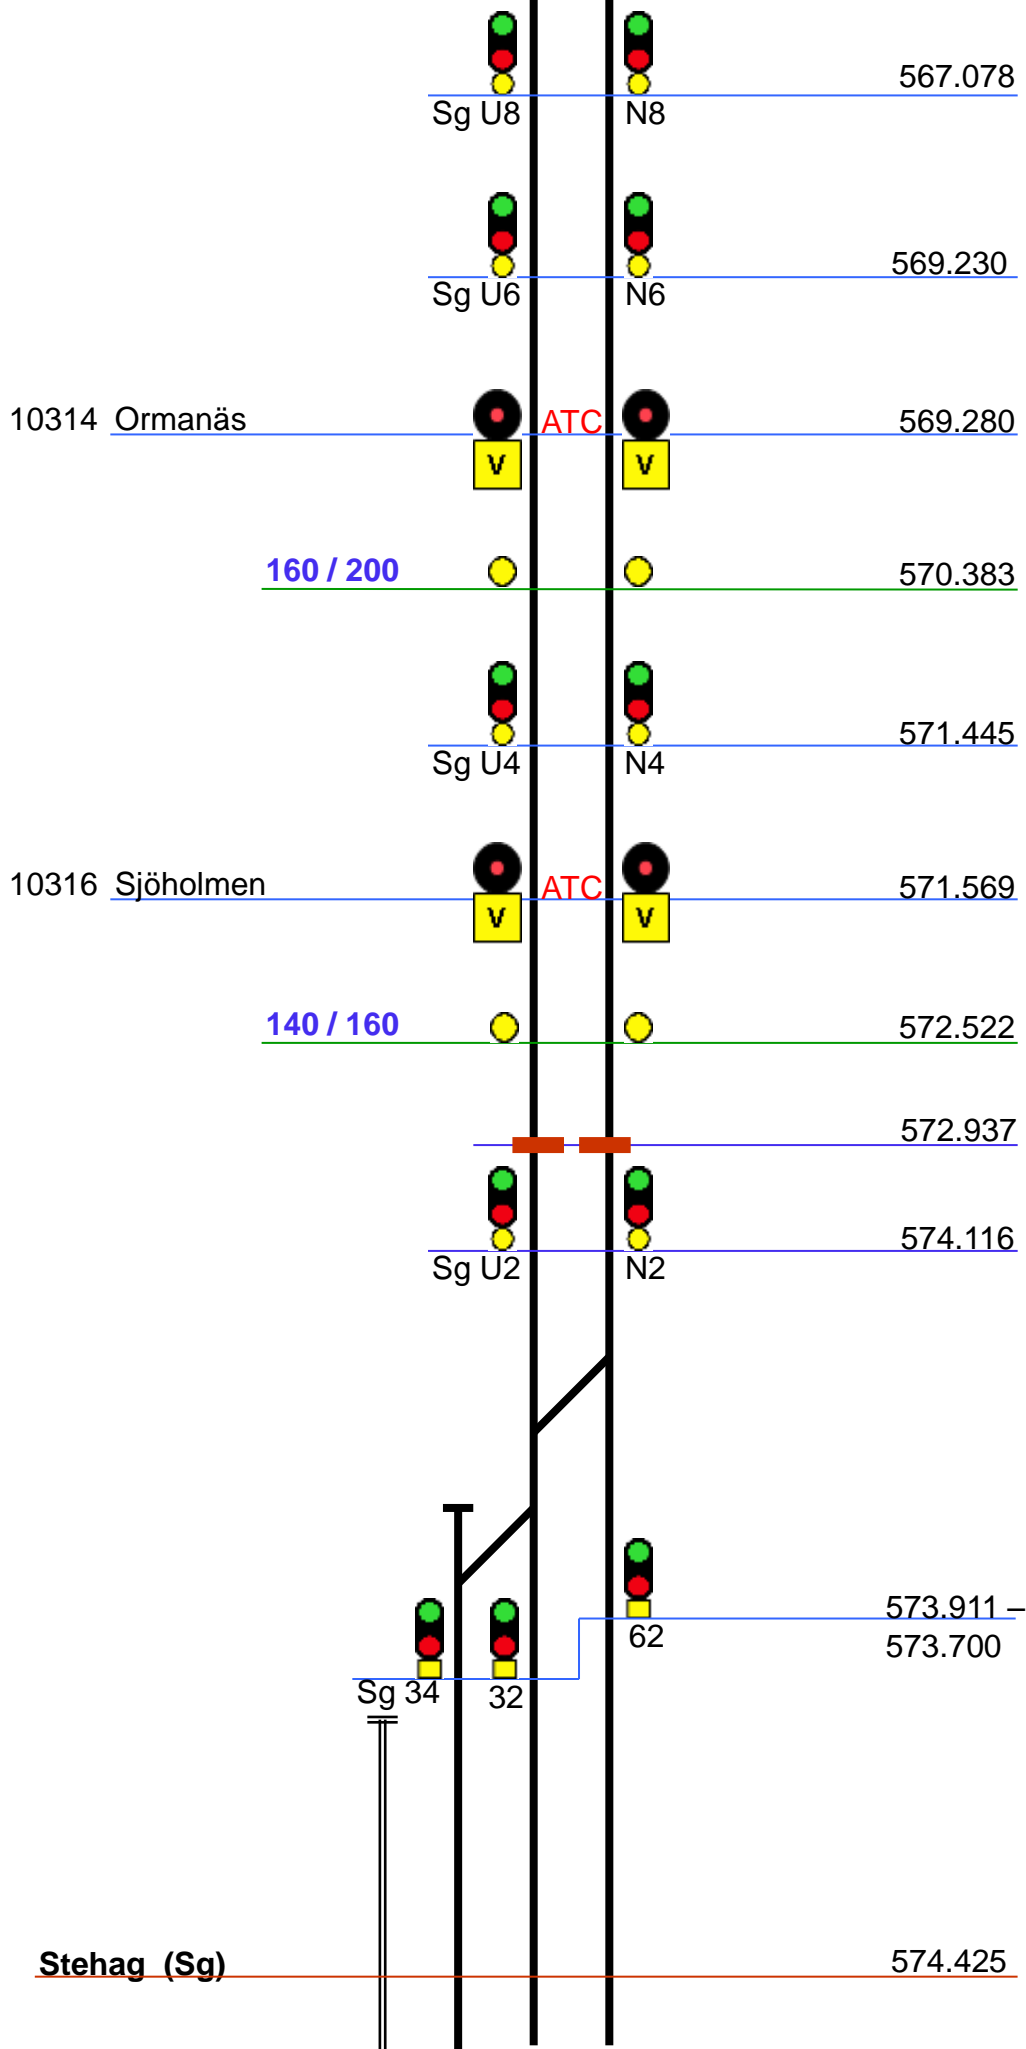 567.078
Sg U8 N8
569.230
Sg U6 N6
10314 Ormanäs ATC 569.280
V V
160 / 200 570.383
571.445
Sg U4 N4
10316 Sjöholmen ATC 571.569
V V
140 / 160 572.522
572.937
574.116
Sg U2 N2
573.911 –
62 573.700
Sg 34 32
Stehag (Sg) 574.425